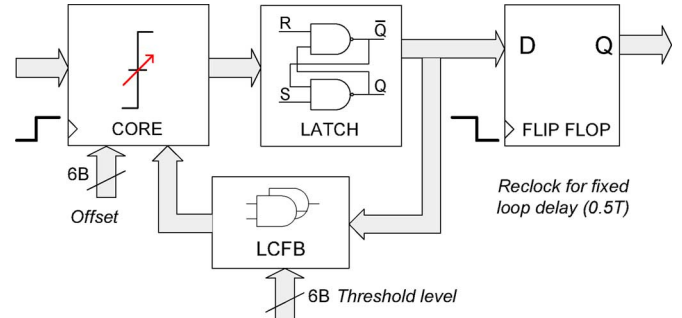 R
Q̅
D
Q
S
Q
CORE
LATCH
FLIP FLOP
6B
Offset
Reclock for fixed
loop delay (0.5T)
LCFB
6B Threshold level